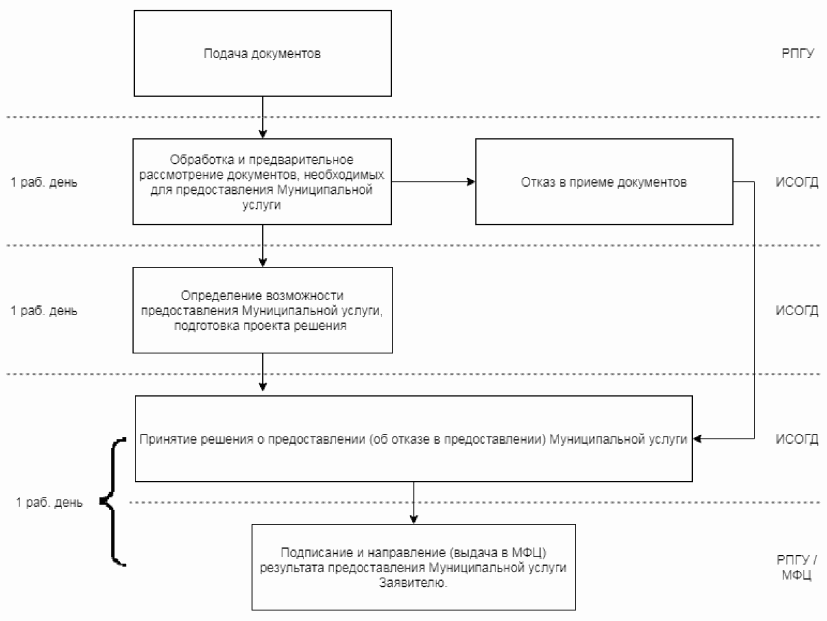 Подача документов
РПГУ
1 раб. день
Обработка и предварительное
рассмотрение документов, необходимых
для предоставления Муниципальной
услуги
Отказ в приеме документов
ИСОГД
1 раб. день
Определение возможности
предоставления Муниципальной услуги,
подготовка проекта решения
ИСОГД
Принятие решения о предоставлении (об отказе в предоставлении) Муниципальной услуги
ИСОГД
1 раб. день
Подписание и направление (выдача в МФЦ)
результата предоставления Муниципальной услуги
Заявителю.
РПГУ /
МФЦ